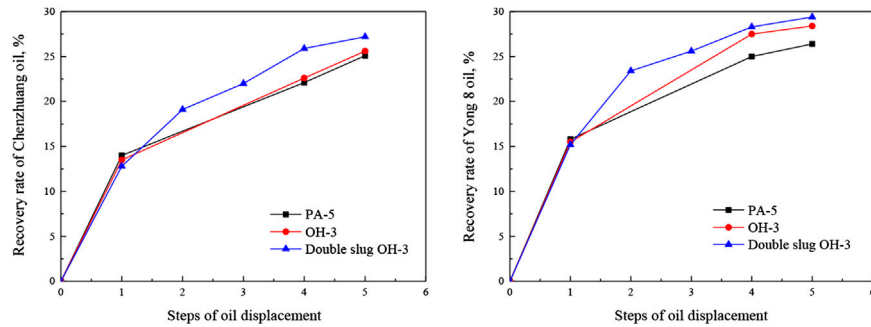 Recovery rate of Chenzhuang oil, %
30
25
20
15
10
5
0
PA-5
OH-3
Double slug OH-3
0 1 2 3 4 5 6
Steps of oil displacement
Recovery rate of Yong 8 oil, %
30
25
20
15
10
5
0
PA-5
OH-3
Double slug OH-3
0 1 2 3 4 5 6
Steps of oil displacement